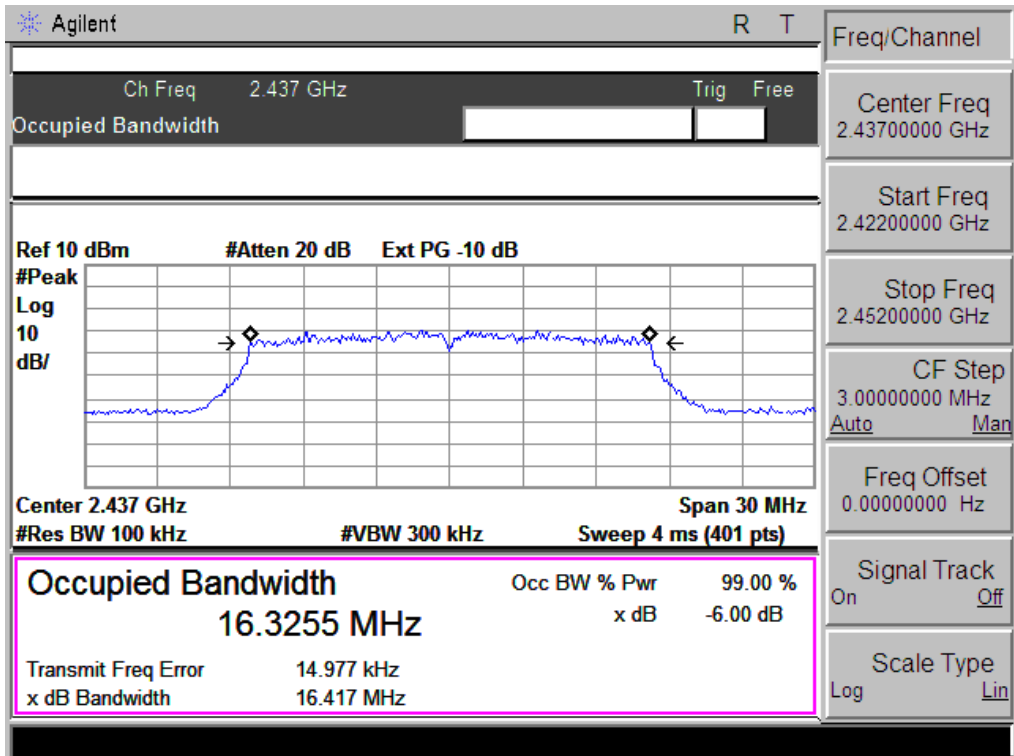 Agilent R T
Freq/Channel
Ch Freq 2.437 GHz Trig Free
Occupied Bandwidth
Center Freq
2.43700000 GHz
Start Freq
2.42200000 GHz
Ref 10 dBm #Atten 20 dB Ext PG -10 dB
#Peak
Log
10
dB/
Stop Freq
2.45200000 GHz
CF Step
3.00000000 MHz
Auto Man
Freq Offset
0.00000000 Hz
Center 2.437 GHz Span 30 MHz
#Res BW 100 kHz #VBW 300 kHz Sweep 4 ms (401 pts)
Occupied Bandwidth Occ BW % Pwr 99.00 %
16.3255 MHz x dB -6.00 dB
Transmit Freq Error 14.977 kHz
x dB Bandwidth 16.417 MHz
Signal Track
On Off
Scale Type
Log Lin